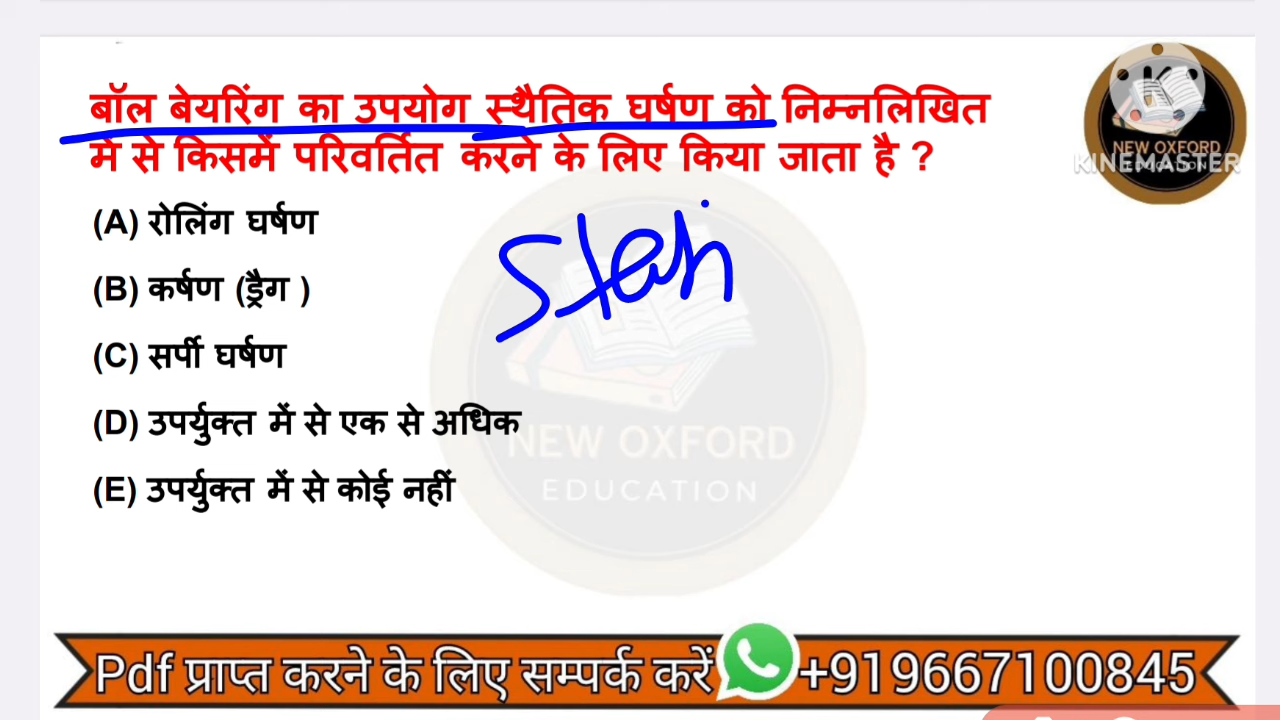 बॉल बेयरिंग का उपयोग स्थैतिक घर्षण को निम्नलिखित
में से किसमें परिवर्तित करने के लिए किया जाता है ?
(A) रोलिंग घर्षण
(B) कर्षण (ड्रैग )
(C) सर्पी घर्षण
(D) उपर्युक्त में से एक से अधिक
(E) उपर्युक्त में से कोई नहीं
NEW OXFORD
EDUCATION
KINEMASTER
NEW OXFORD
EDUCATION
Pdf प्राप्त करने के लिए सम्पर्क करें +919667100845